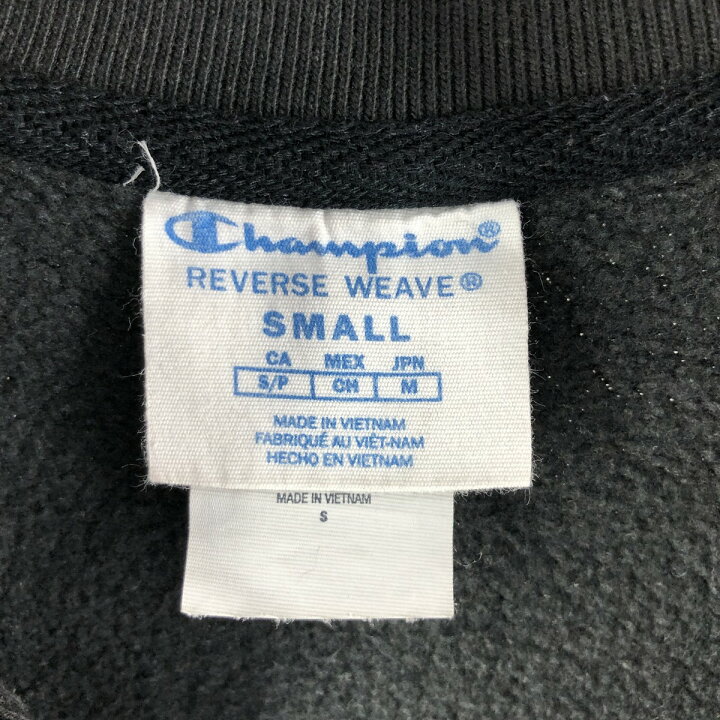 Champion®
REVERSE WEAVE®
SMALL
CA MEX JPN
S/P CH M
MADE IN VIETNAM
FABRIQUÉ AU VIÊT-NAM
HECHO EN VIETNAM
MADE IN VIETNAM
S